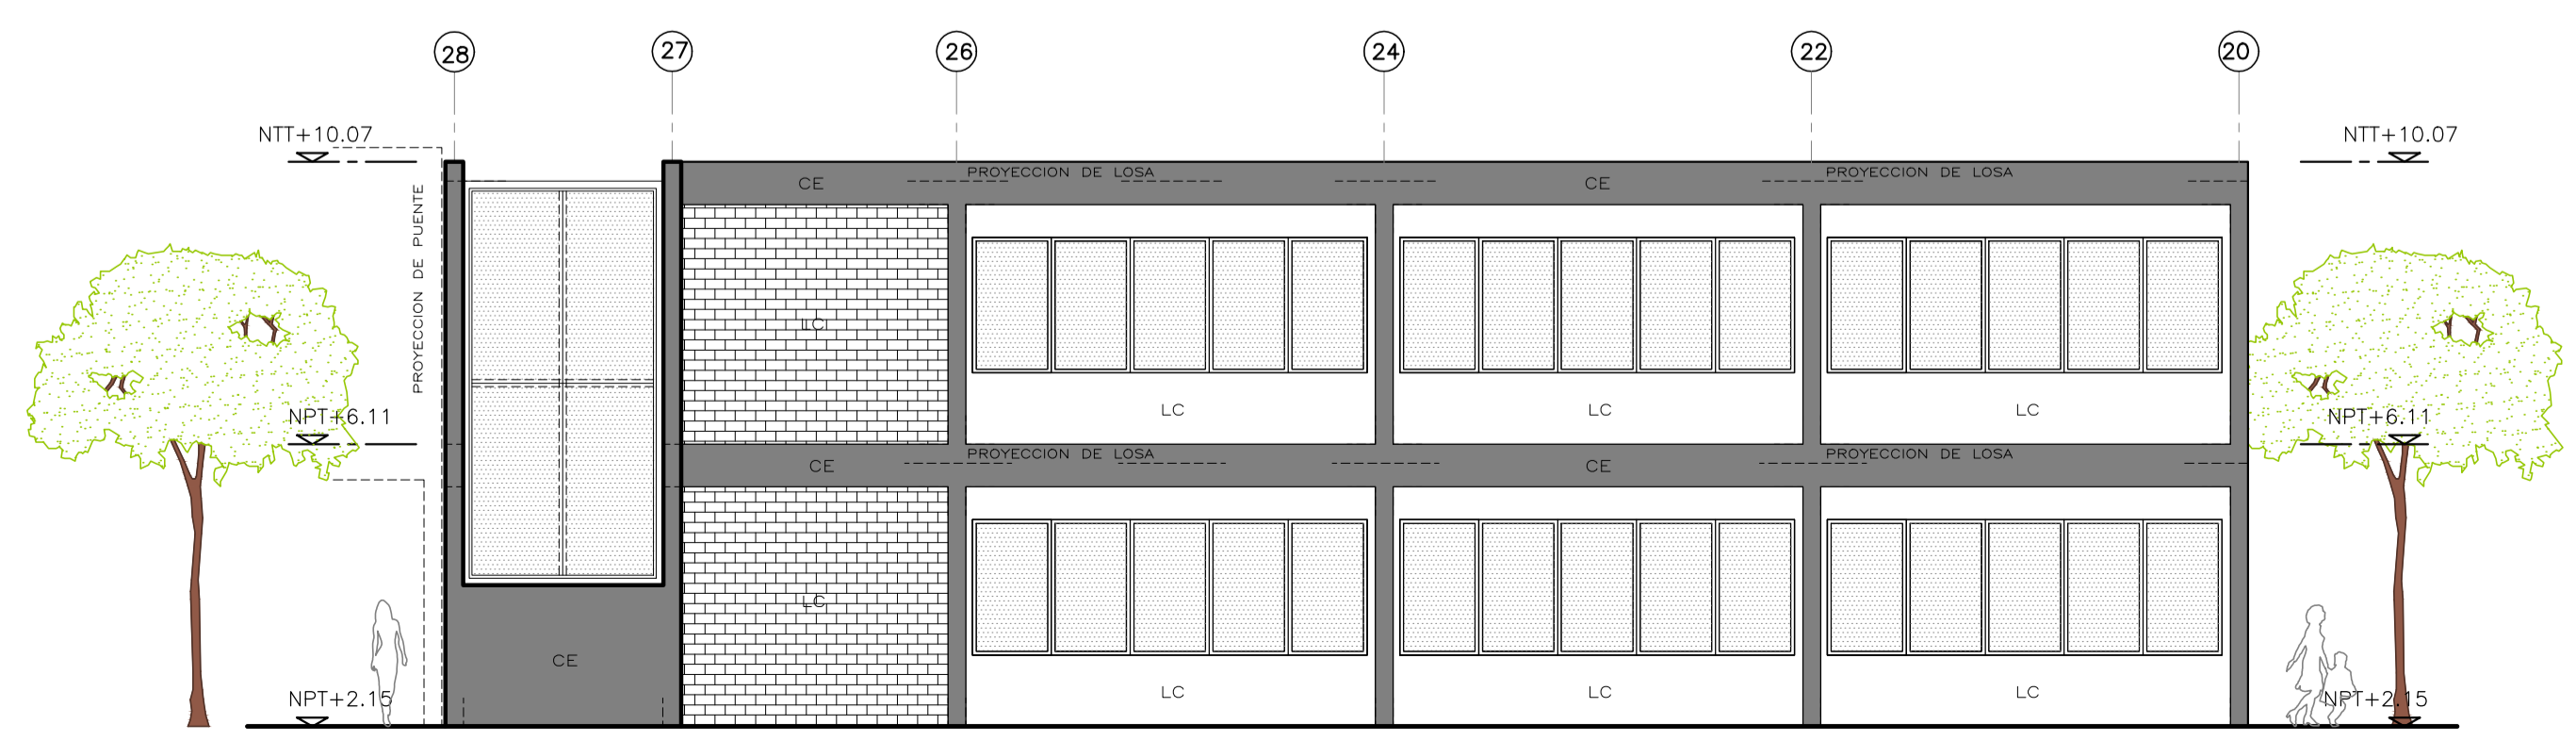 28
27
26
24
22
20
NTT+10.07
NTT+10.07
PROYECCION DE PUENTE
CE
PROYECCION DE LOSA
CE
PROYECCION DE LOSA
LC
LC
LC
LC
NPT+6.11
NPT+6.11
CE
PROYECCION DE LOSA
CE
PROYECCION DE LOSA
LC
CE
LC
LC
LC
NPT+2.15
NPT+2.15